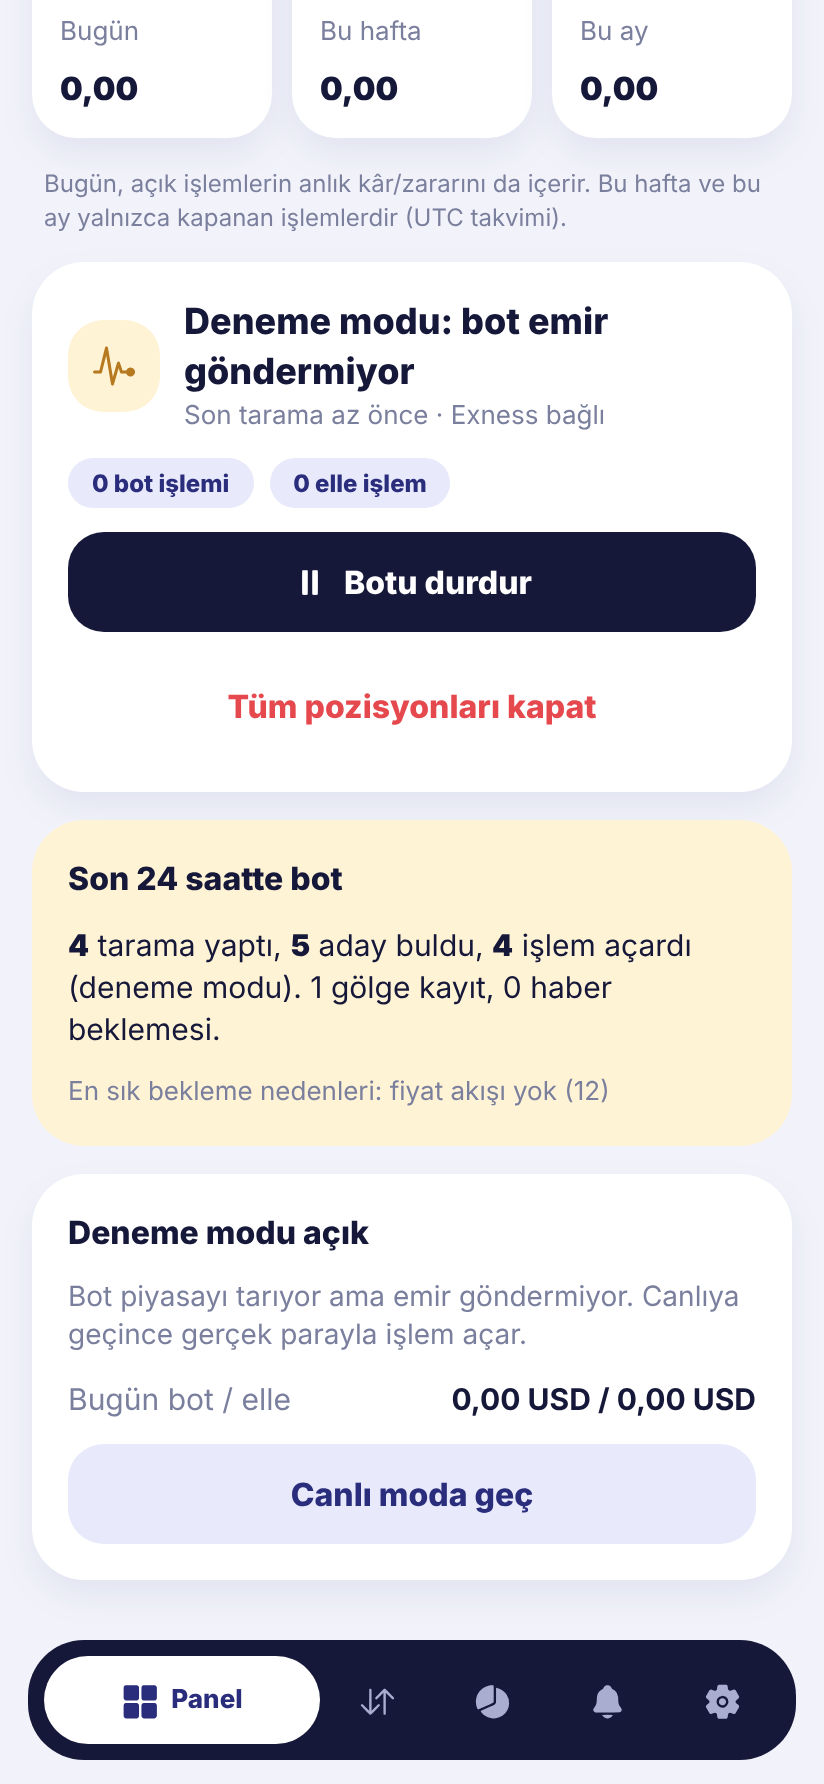 Bugün Bu hafta Bu ay
0,00 0,00 0,00
Bugün, açık işlemlerin anlık kâr/zararını da içerir. Bu hafta ve bu
ay yalnızca kapanan işlemlerdir (UTC takvimi).
Deneme modu: bot emir
göndermiyor
Son tarama az önce · Exness bağlı
0 bot işlemi 0 elle işlem
Botu durdur
Tüm pozisyonları kapat
Son 24 saatte bot
4 tarama yaptı, 5 aday buldu, 4 işlem açardı
(deneme modu). 1 gölge kayıt, 0 haber
beklemesi.
En sık bekleme nedenleri: fiyat akışı yok (12)
Deneme modu açık
Bot piyasayı tarıyor ama emir göndermiyor. Canlıya
geçince gerçek parayla işlem açar.
Bugün bot / elle 0,00 USD / 0,00 USD
Canlı moda geç
Panel